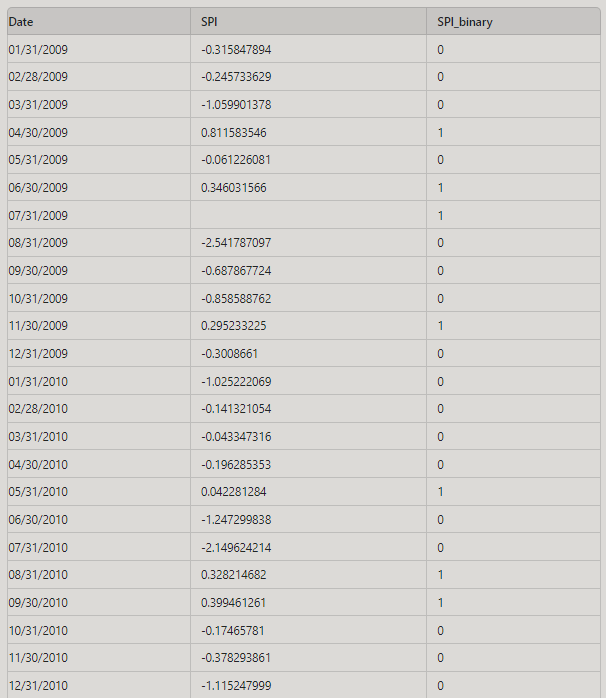 Date SPI SPI_binary
01/31/2009 -0.315847894 0
02/28/2009 -0.245733629 0
03/31/2009 -1.059901378 0
04/30/2009 0.811583546 1
05/31/2009 -0.061226081 0
06/30/2009 0.346031566 1
07/31/2009 1
08/31/2009 -2.541787097 0
09/30/2009 -0.687867724 0
10/31/2009 -0.858588762 0
11/30/2009 0.295233225 1
12/31/2009 -0.3008661 0
01/31/2010 -1.025222069 0
02/28/2010 -0.141321054 0
03/31/2010 -0.043347316 0
04/30/2010 -0.196285353 0
05/31/2010 0.042281284 1
06/30/2010 -1.247299838 0
07/31/2010 -2.149624214 0
08/31/2010 0.328214682 1
09/30/2010 0.399461261 1
10/31/2010 -0.17465781 0
11/30/2010 -0.378293861 0
12/31/2010 -1.115247999 0